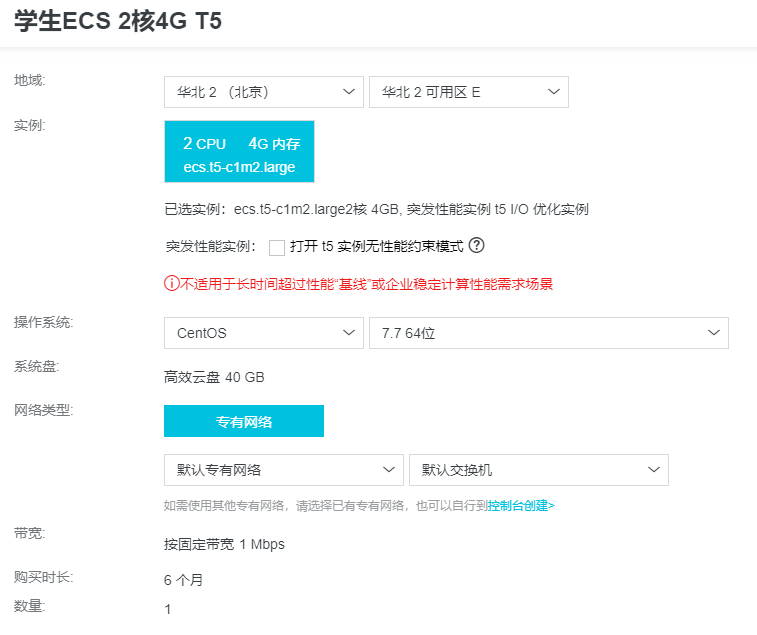 学生ECS 2核4G T5
地域:
华北 2 （北京）
华北 2 可用区 E
实例:
2 CPU 4G 内存
ecs.t5-c1m2.large
已选实例：ecs.t5-c1m2.large2核 4GB, 突发性能实例 t5 I/O 优化实例
突发性能实例： 打开 t5 实例无性能约束模式 ?
不适用于长时间超过性能“基线”或企业稳定计算性能需求场景
操作系统:
CentOS
7.7 64位
系统盘:
高效云盘 40 GB
网络类型:
专有网络
默认专有网络
默认交换机
如需使用其他专有网络，请选择已有专有网络，也可以自行到控制台创建>
带宽:
按固定带宽 1 Mbps
购买时长:
6 个月
数量:
1